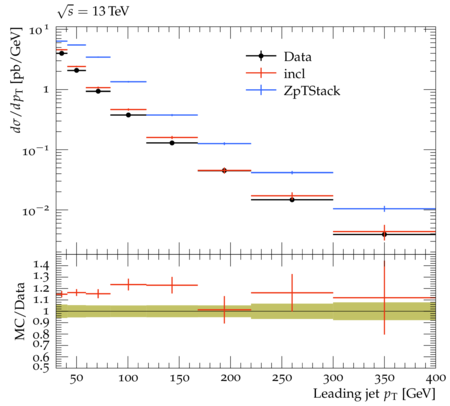 √s = 13 TeV
dσ/dp_T [pb/GeV]
10^1
1
10^−1
10^−2
Data
incl
ZpTStack
MC/Data
1.4
1.3
1.2
1.1
1
0.9
0.8
0.7
0.6
0.5
50 100 150 200 250 300 350 400
Leading jet p_T [GeV]